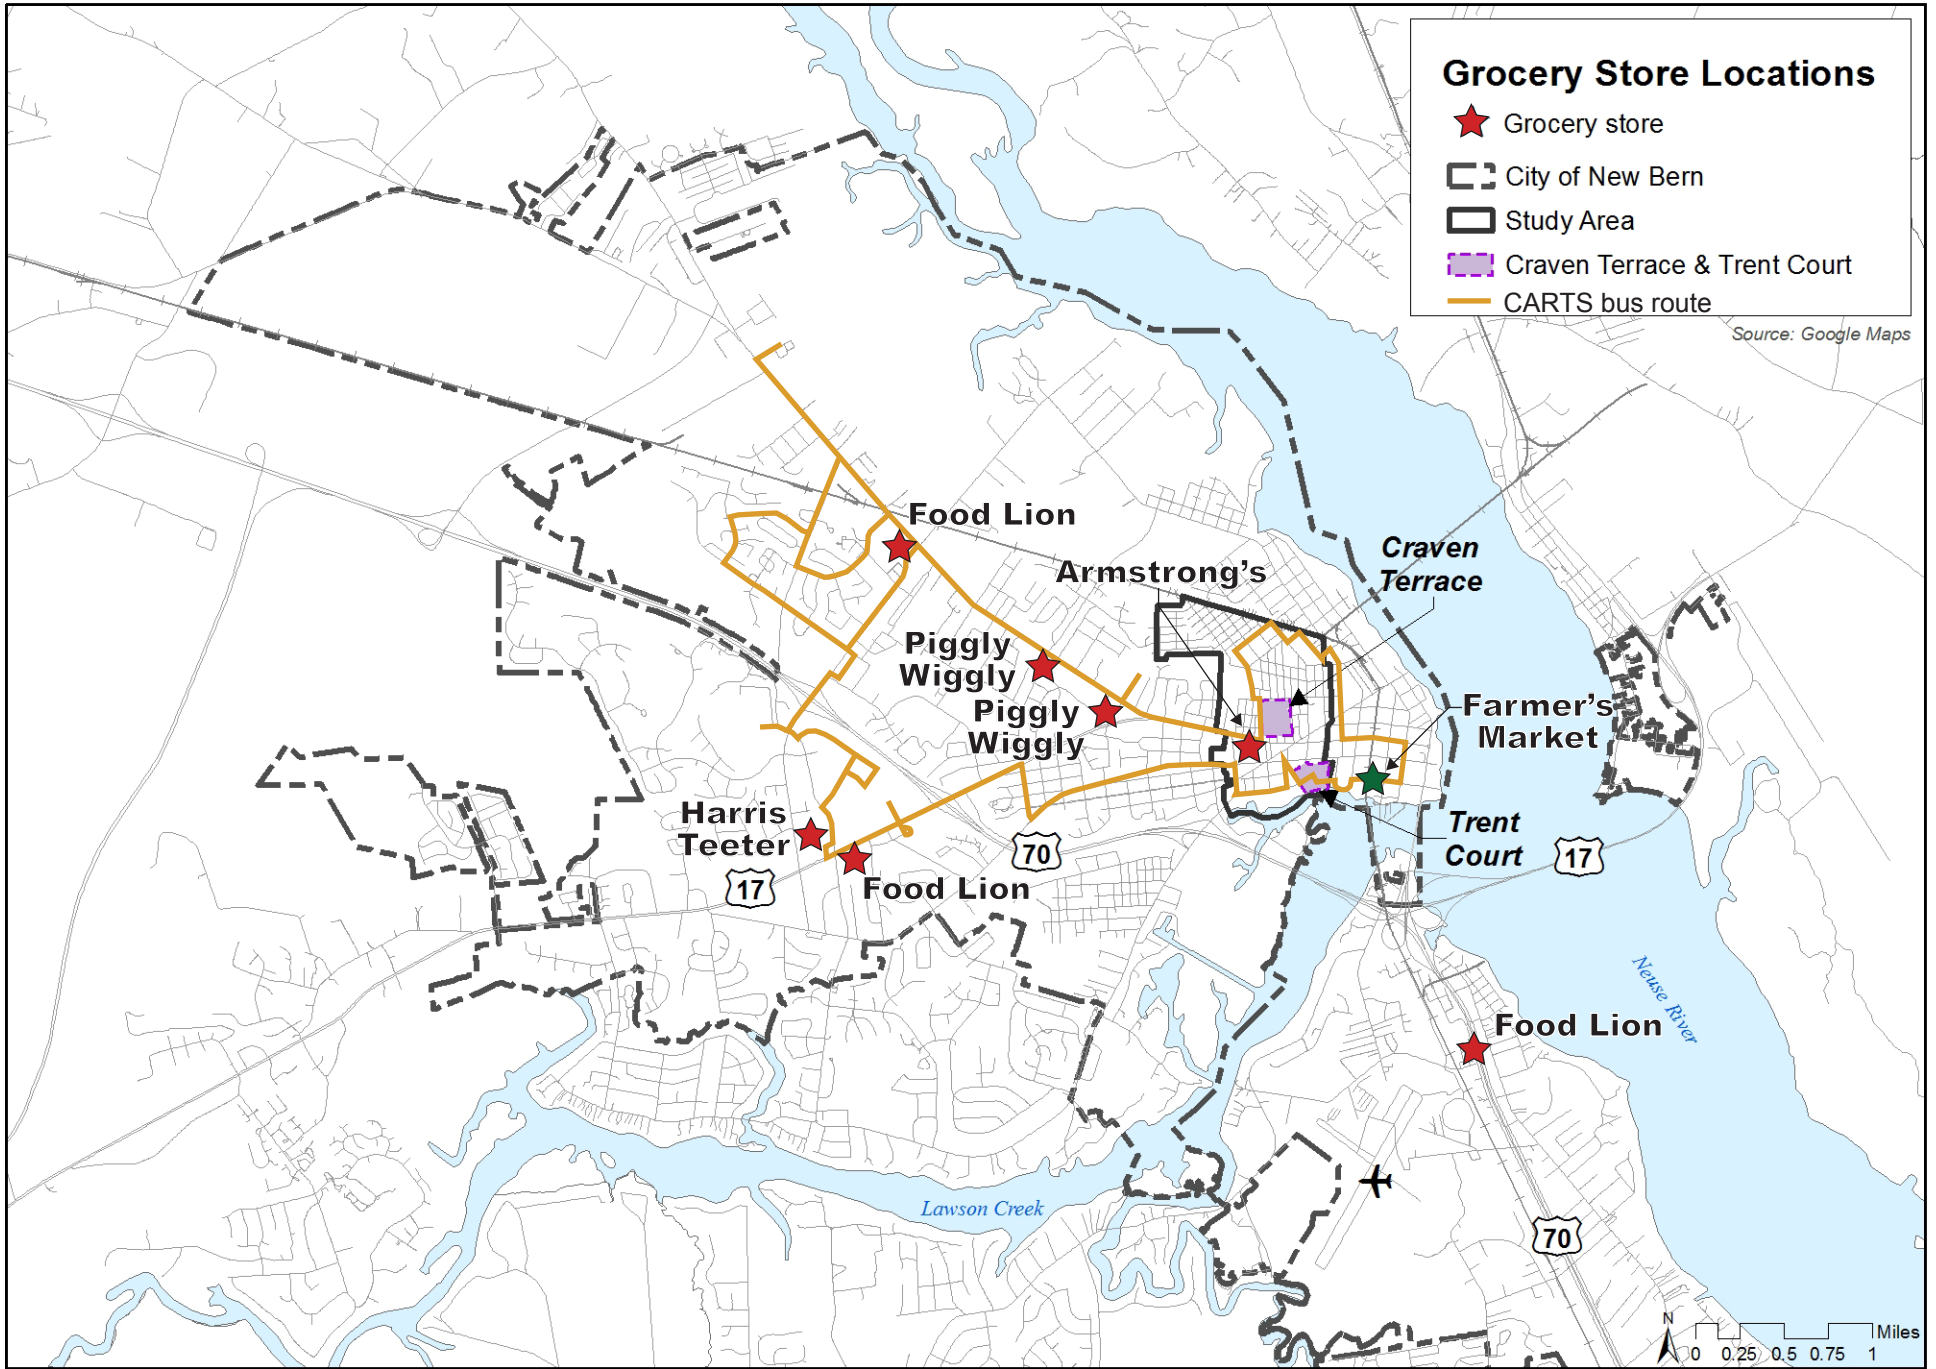 Grocery Store Locations
Grocery store
City of New Bern
Study Area
Craven Terrace & Trent Court
CARTS bus route
Source: Google Maps
Food Lion
Armstrong's
Craven
Terrace
Piggly
Wiggly
Piggly
Wiggly
Farmer's
Market
Harris
Teeter
Trent
Court
70
17
17
Food Lion
Neuse River
Food Lion
Lawson Creek
70
N
Miles
0 0.25 0.5 0.75 1